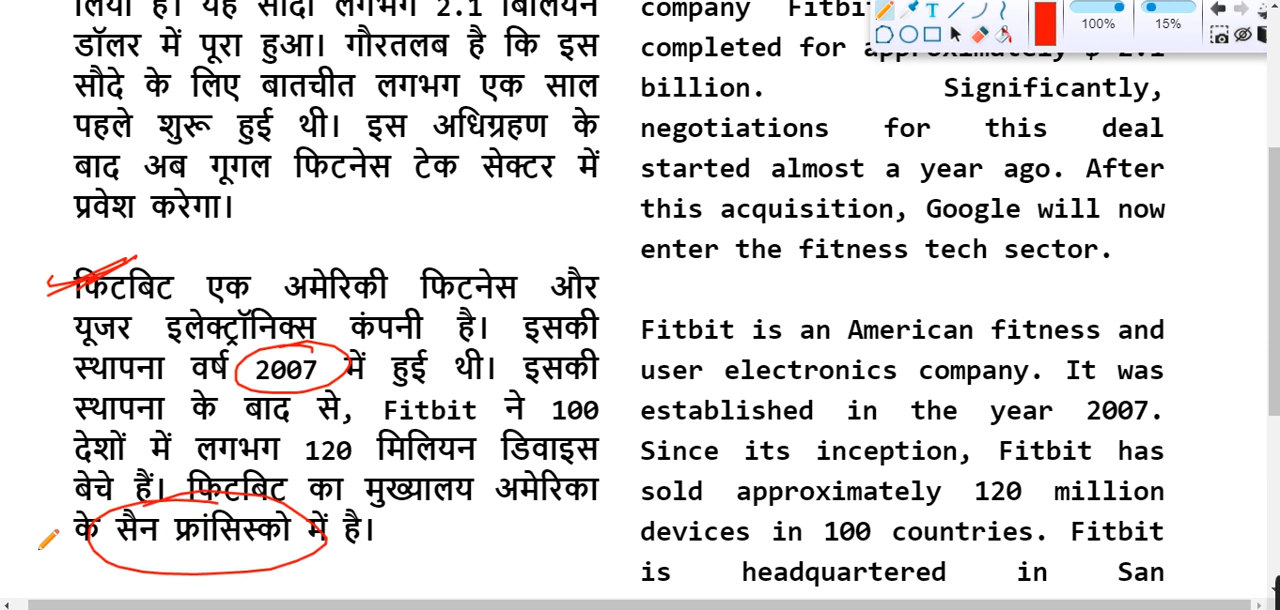 लिया है। यह सौदा लगभग 2.1 बिलियन
डॉलर में पूरा हुआ। गौरतलब है कि इस
सौदे के लिए बातचीत लगभग एक साल
पहले शुरू हुई थी। इस अधिग्रहण के
बाद अब गूगल फिटनेस टेक सेक्टर में
प्रवेश करेगा।
फिटबिट एक अमेरिकी फिटनेस और
यूजर इलेक्ट्रॉनिक्स कंपनी है। इसकी
स्थापना वर्ष 2007 में हुई थी। इसकी
स्थापना के बाद से, Fitbit ने 100
देशों में लगभग 120 मिलियन डिवाइस
बेचे हैं। फिटबिट का मुख्यालय अमेरिका
के सैन फ्रांसिस्को में है।
company Fitbit
completed for approximately $ 2.1
billion. Significantly,
negotiations for this deal
started almost a year ago. After
this acquisition, Google will now
enter the fitness tech sector.
Fitbit is an American fitness and
user electronics company. It was
established in the year 2007.
Since its inception, Fitbit has
sold approximately 120 million
devices in 100 countries. Fitbit
is headquartered in San
T
100%
15%